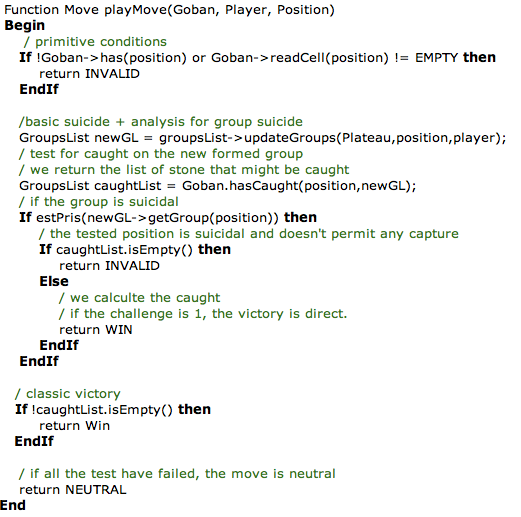 Function Move playMove(Goban, Player, Position)
Begin
/ primitive conditions
If !Goban->has(position) or Goban->readCell(position) != EMPTY then
return INVALID
EndIf
/basic suicide + analysis for group suicide
GroupsList newGL = groupsList->updateGroups(Plateau,position,player);
/ test for caught on the new formed group
/ we return the list of stone that might be caught
GroupsList caughtList = Goban.hasCaught(position,newGL);
/ if the group is suicidal
If estPris(newGL->getGroup(position)) then
/ the tested position is suicidal and doesn't permit any capture
If caughtList.isEmpty() then
return INVALID
Else
/ we calculte the caught
/ if the challenge is 1, the victory is direct.
return WIN
EndIf
EndIf
/ classic victory
If !caughtList.isEmpty() then
return Win
EndIf
/ if all the test have failed, the move is neutral
return NEUTRAL
End